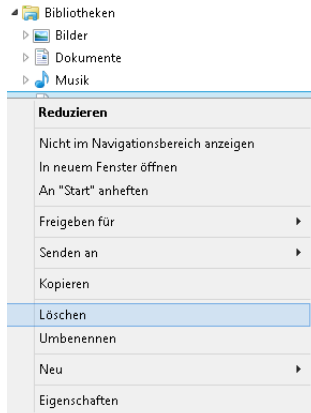 Bibliotheken
Bilder
Dokumente
Musik
Reduzieren
Nicht im Navigationsbereich anzeigen
In neuem Fenster öffnen
An "Start" anheften
Freigeben für
Senden an
Kopieren
Löschen
Umbenennen
Neu
Eigenschaften